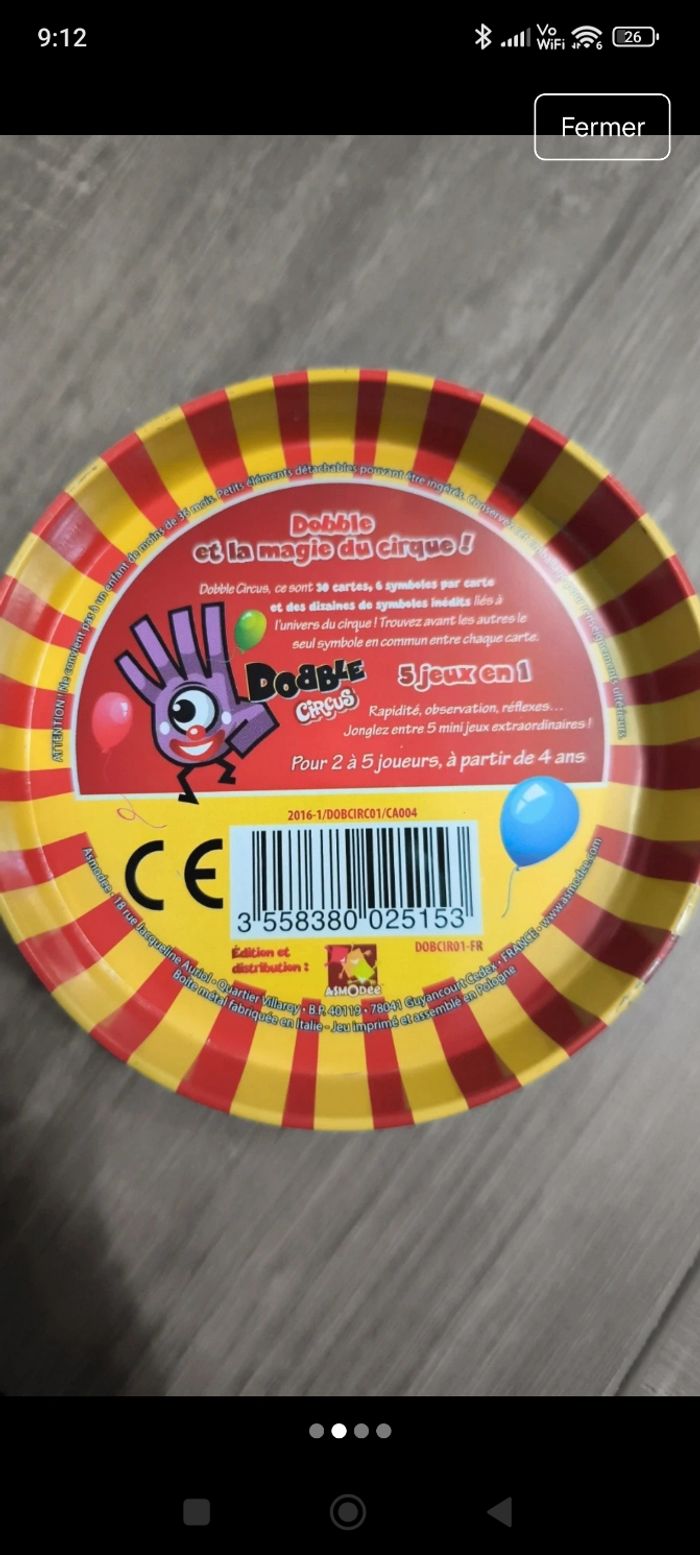 9:12
Vo
WiFi
6
26
Fermer
ATTENTION ! Ne convient pas à un enfant de moins de 36 mois. Petits éléments détachables pouvant être ingérés. Conservez
renseignements ultérieurs.
Dobble
et la magie du cirque !
Dobble Circus, ce sont 30 cartes, 6 symboles par carte
et des dizaines de symboles inédits liés à
l'univers du cirque ! Trouvez avant les autres le
seul symbole en commun entre chaque carte.
DOBBLE
CIRCUS
5 jeux en 1
Rapidité, observation, réflexes...
Jonglez entre 5 mini jeux extraordinaires !
Pour 2 à 5 joueurs, à partir de 4 ans
2016-1/DOBCIRC01/CA004
CE
3 558380 025153
DOBCIR01-FR
Édition et
distribution :
ASMODee
Asmodee • 18 rue Jacqueline Auriol • Quartier Villaroy • B.P. 40119 • 78041 Guyancourt Cedex • FRANCE • www.asmodee.com
Boîte métal fabriquée en Italie - Jeu imprimé et assemblé en Pologne